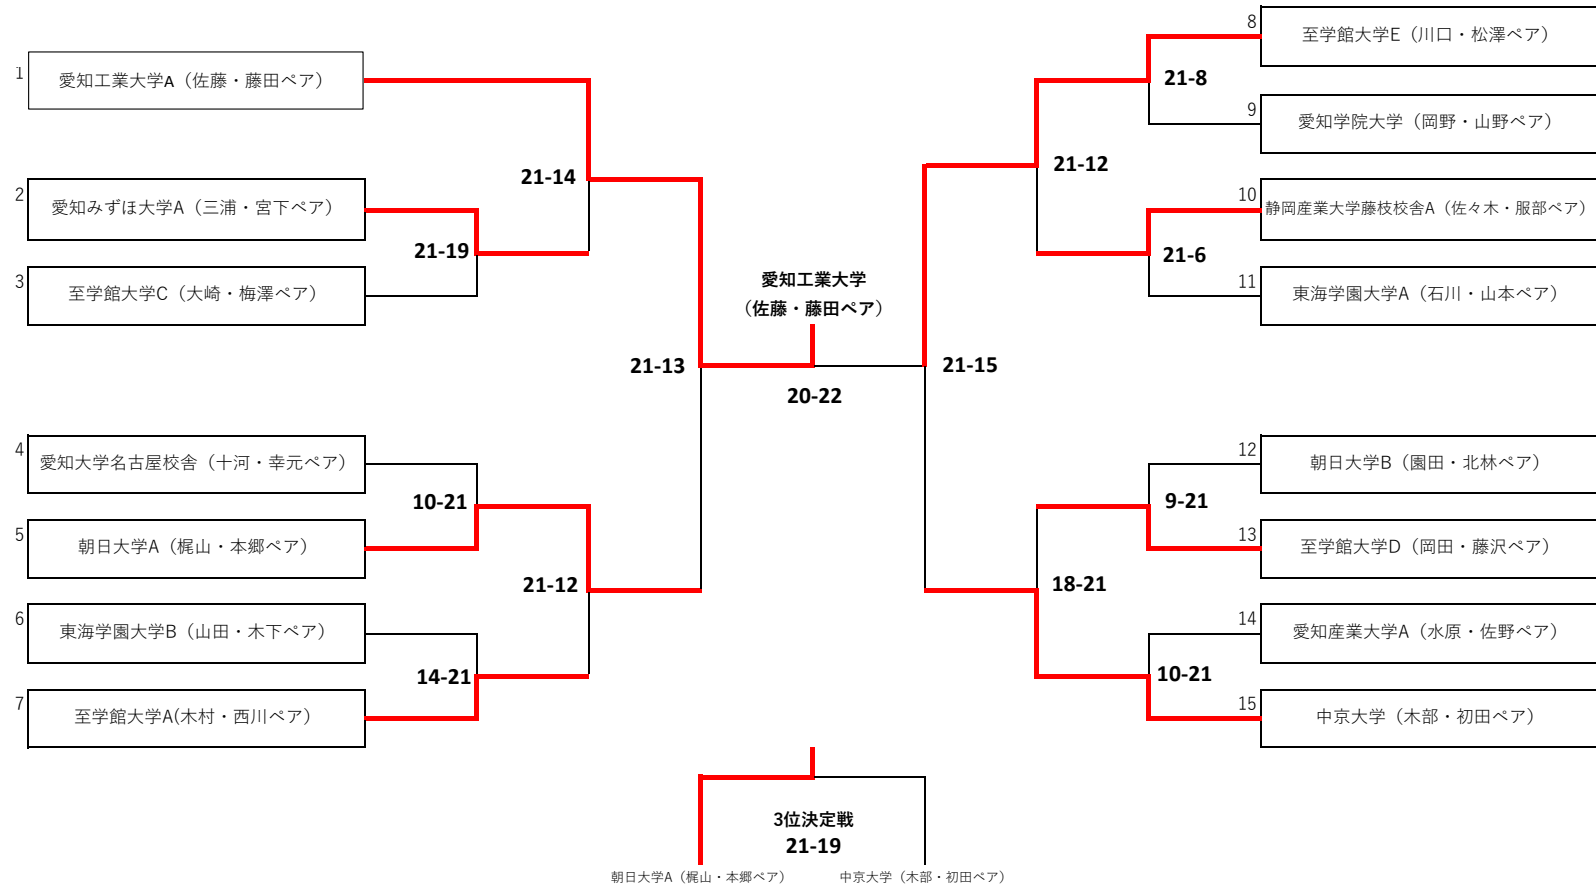 1
愛知工業大学A（佐藤・藤田ペア）
21-14
2
愛知みずほ大学A（三浦・宮下ペア）
21-19
3
至学館大学C（大崎・梅澤ペア）
21-13
4
愛知大学名古屋校舎（十河・幸元ペア）
10-21
5
朝日大学A（梶山・本郷ペア）
21-12
6
東海学園大学B（山田・木下ペア）
14-21
7
至学館大学A(木村・西川ペア）
愛知工業大学
（佐藤・藤田ペア）
20-22
8
至学館大学E（川口・松澤ペア）
21-8
9
愛知学院大学（岡野・山野ペア）
21-12
10
静岡産業大学藤枝校舎A（佐々木・服部ペア）
21-6
11
東海学園大学A（石川・山本ペア）
21-15
12
朝日大学B（園田・北林ペア）
9-21
13
至学館大学D（岡田・藤沢ペア）
18-21
14
愛知産業大学A（水原・佐野ペア）
10-21
15
中京大学（木部・初田ペア）
3位決定戦
21-19
朝日大学A（梶山・本郷ペア）
中京大学（木部・初田ペア）